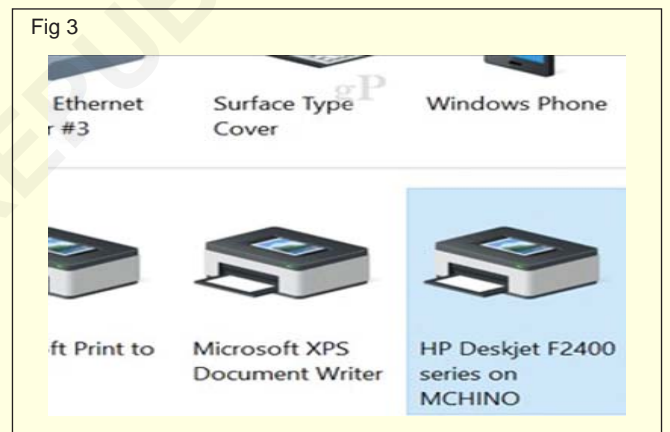 Fig 3
Ethernet
r #3
Surface Type
Cover
gP
Windows Phone
ft Print to
Microsoft XPS
Document Writer
HP Deskjet F2400
series on
MCHINO